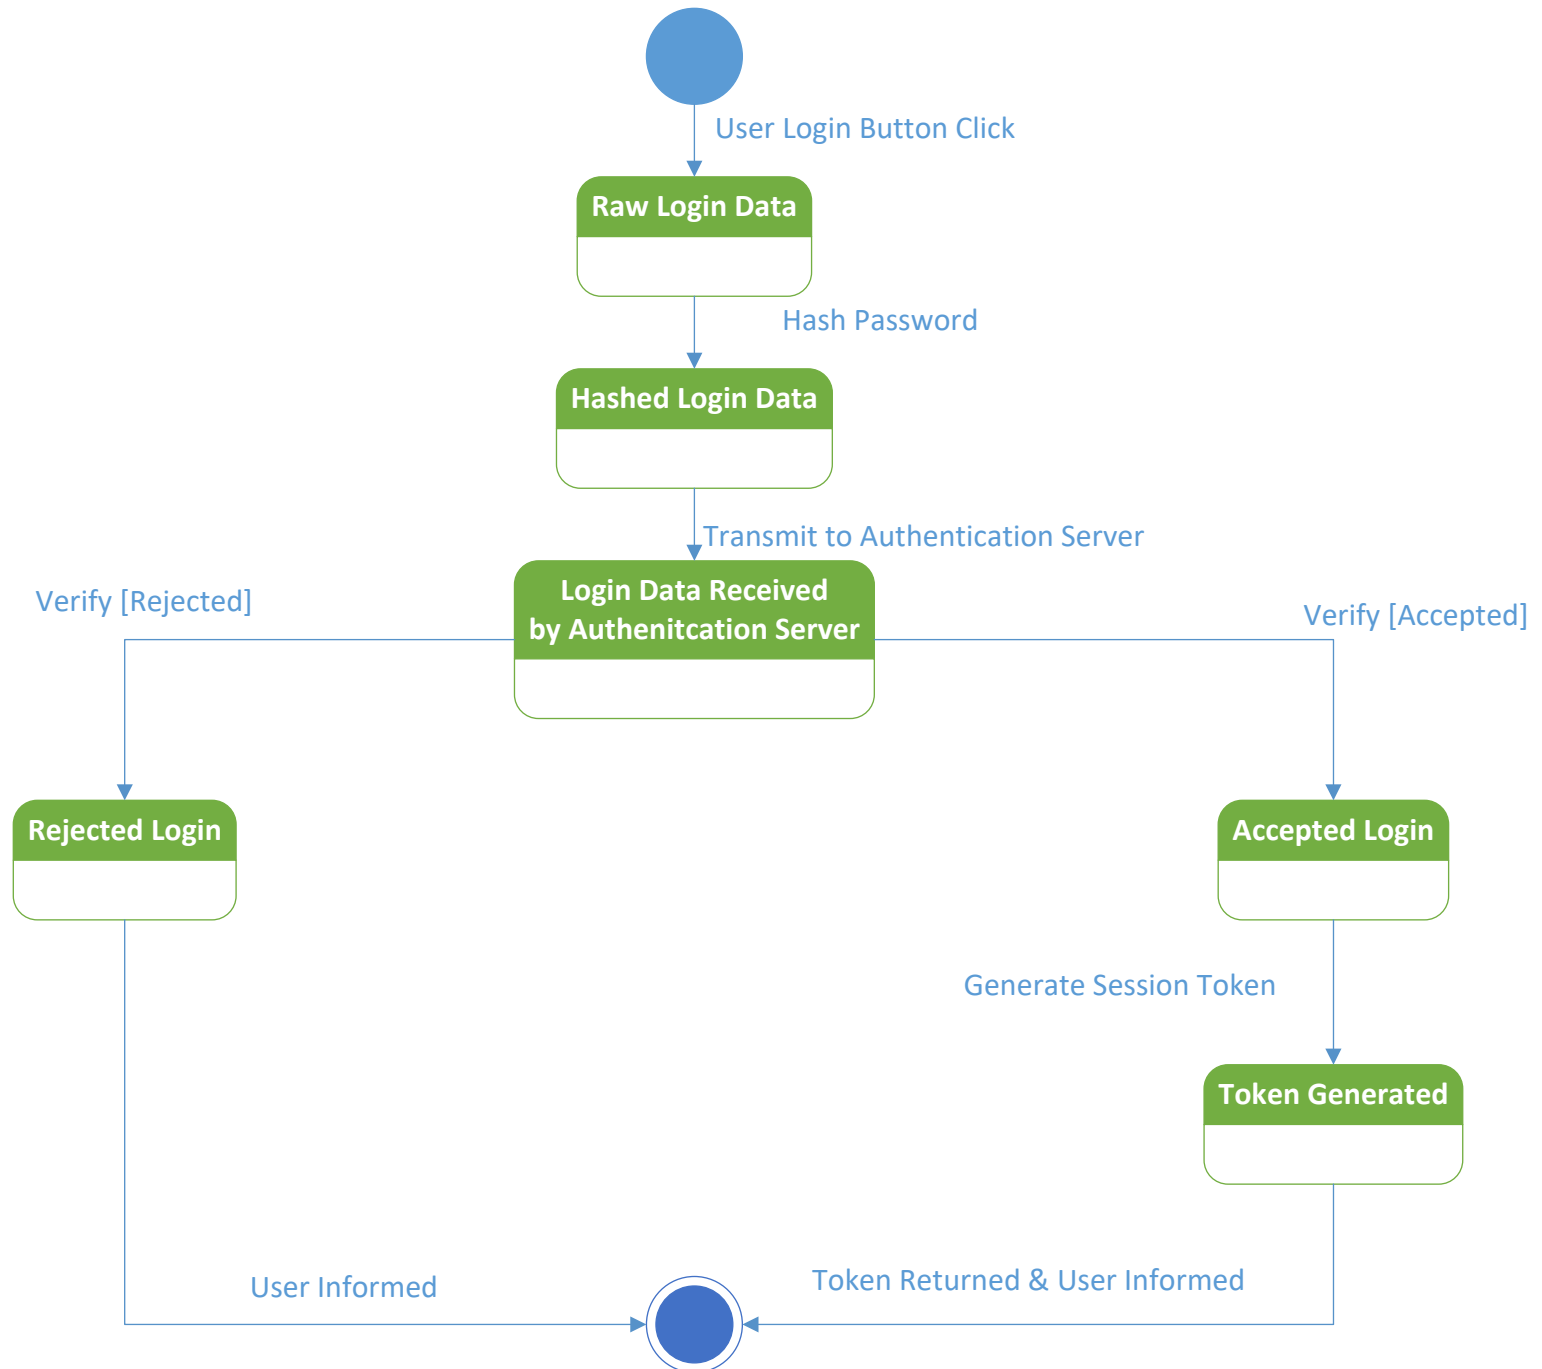 User Login Button Click
Raw Login Data
Hash Password
Hashed Login Data
Transmit to Authentication Server
Login Data Received
by Authenitcation Server
Verify [Rejected]
Verify [Accepted]
Rejected Login
Accepted Login
Generate Session Token
Token Generated
User Informed
Token Returned & User Informed